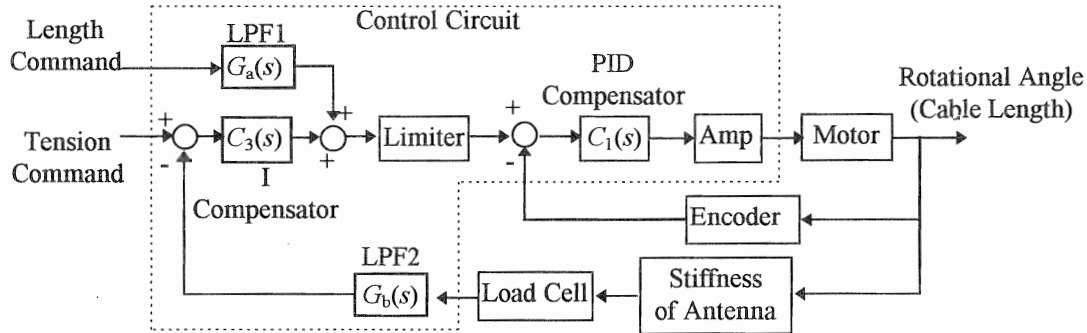 Control Circuit
Length
Command
LPF1
Ga(s)
PID
Compensator
Rotational Angle
(Cable Length)
+
+
+
Tension
Command
C3(s)
+
Limiter
C1(s)
Amp
Motor
-
-
I
Compensator
Encoder
LPF2
Gb(s)
Load Cell
Stiffness
of Antenna